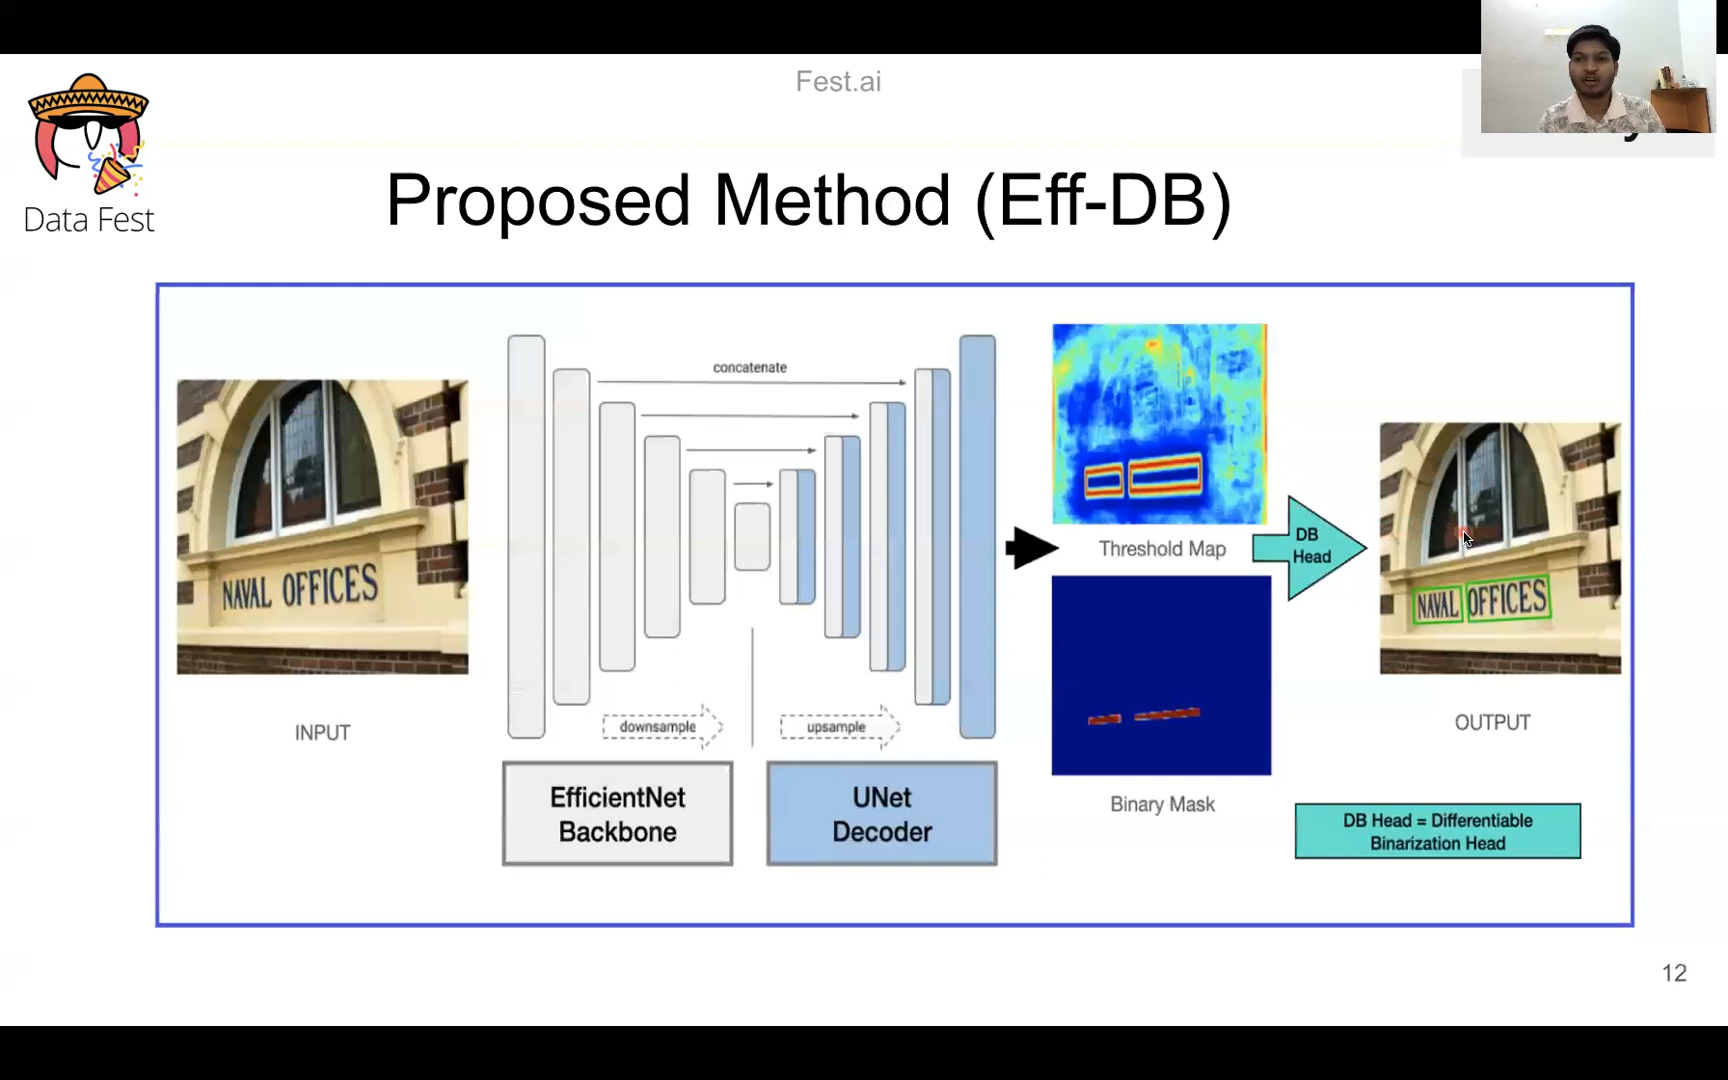 Fest.ai
Data Fest
Proposed Method (Eff-DB)
concatenate
NAVAL OFFICES
INPUT
downsample
upsample
EfficientNet
Backbone
UNet
Decoder
Threshold Map
Binary Mask
DB
Head
NAVAL OFFICES
OUTPUT
DB Head = Differentiable
Binarization Head
12